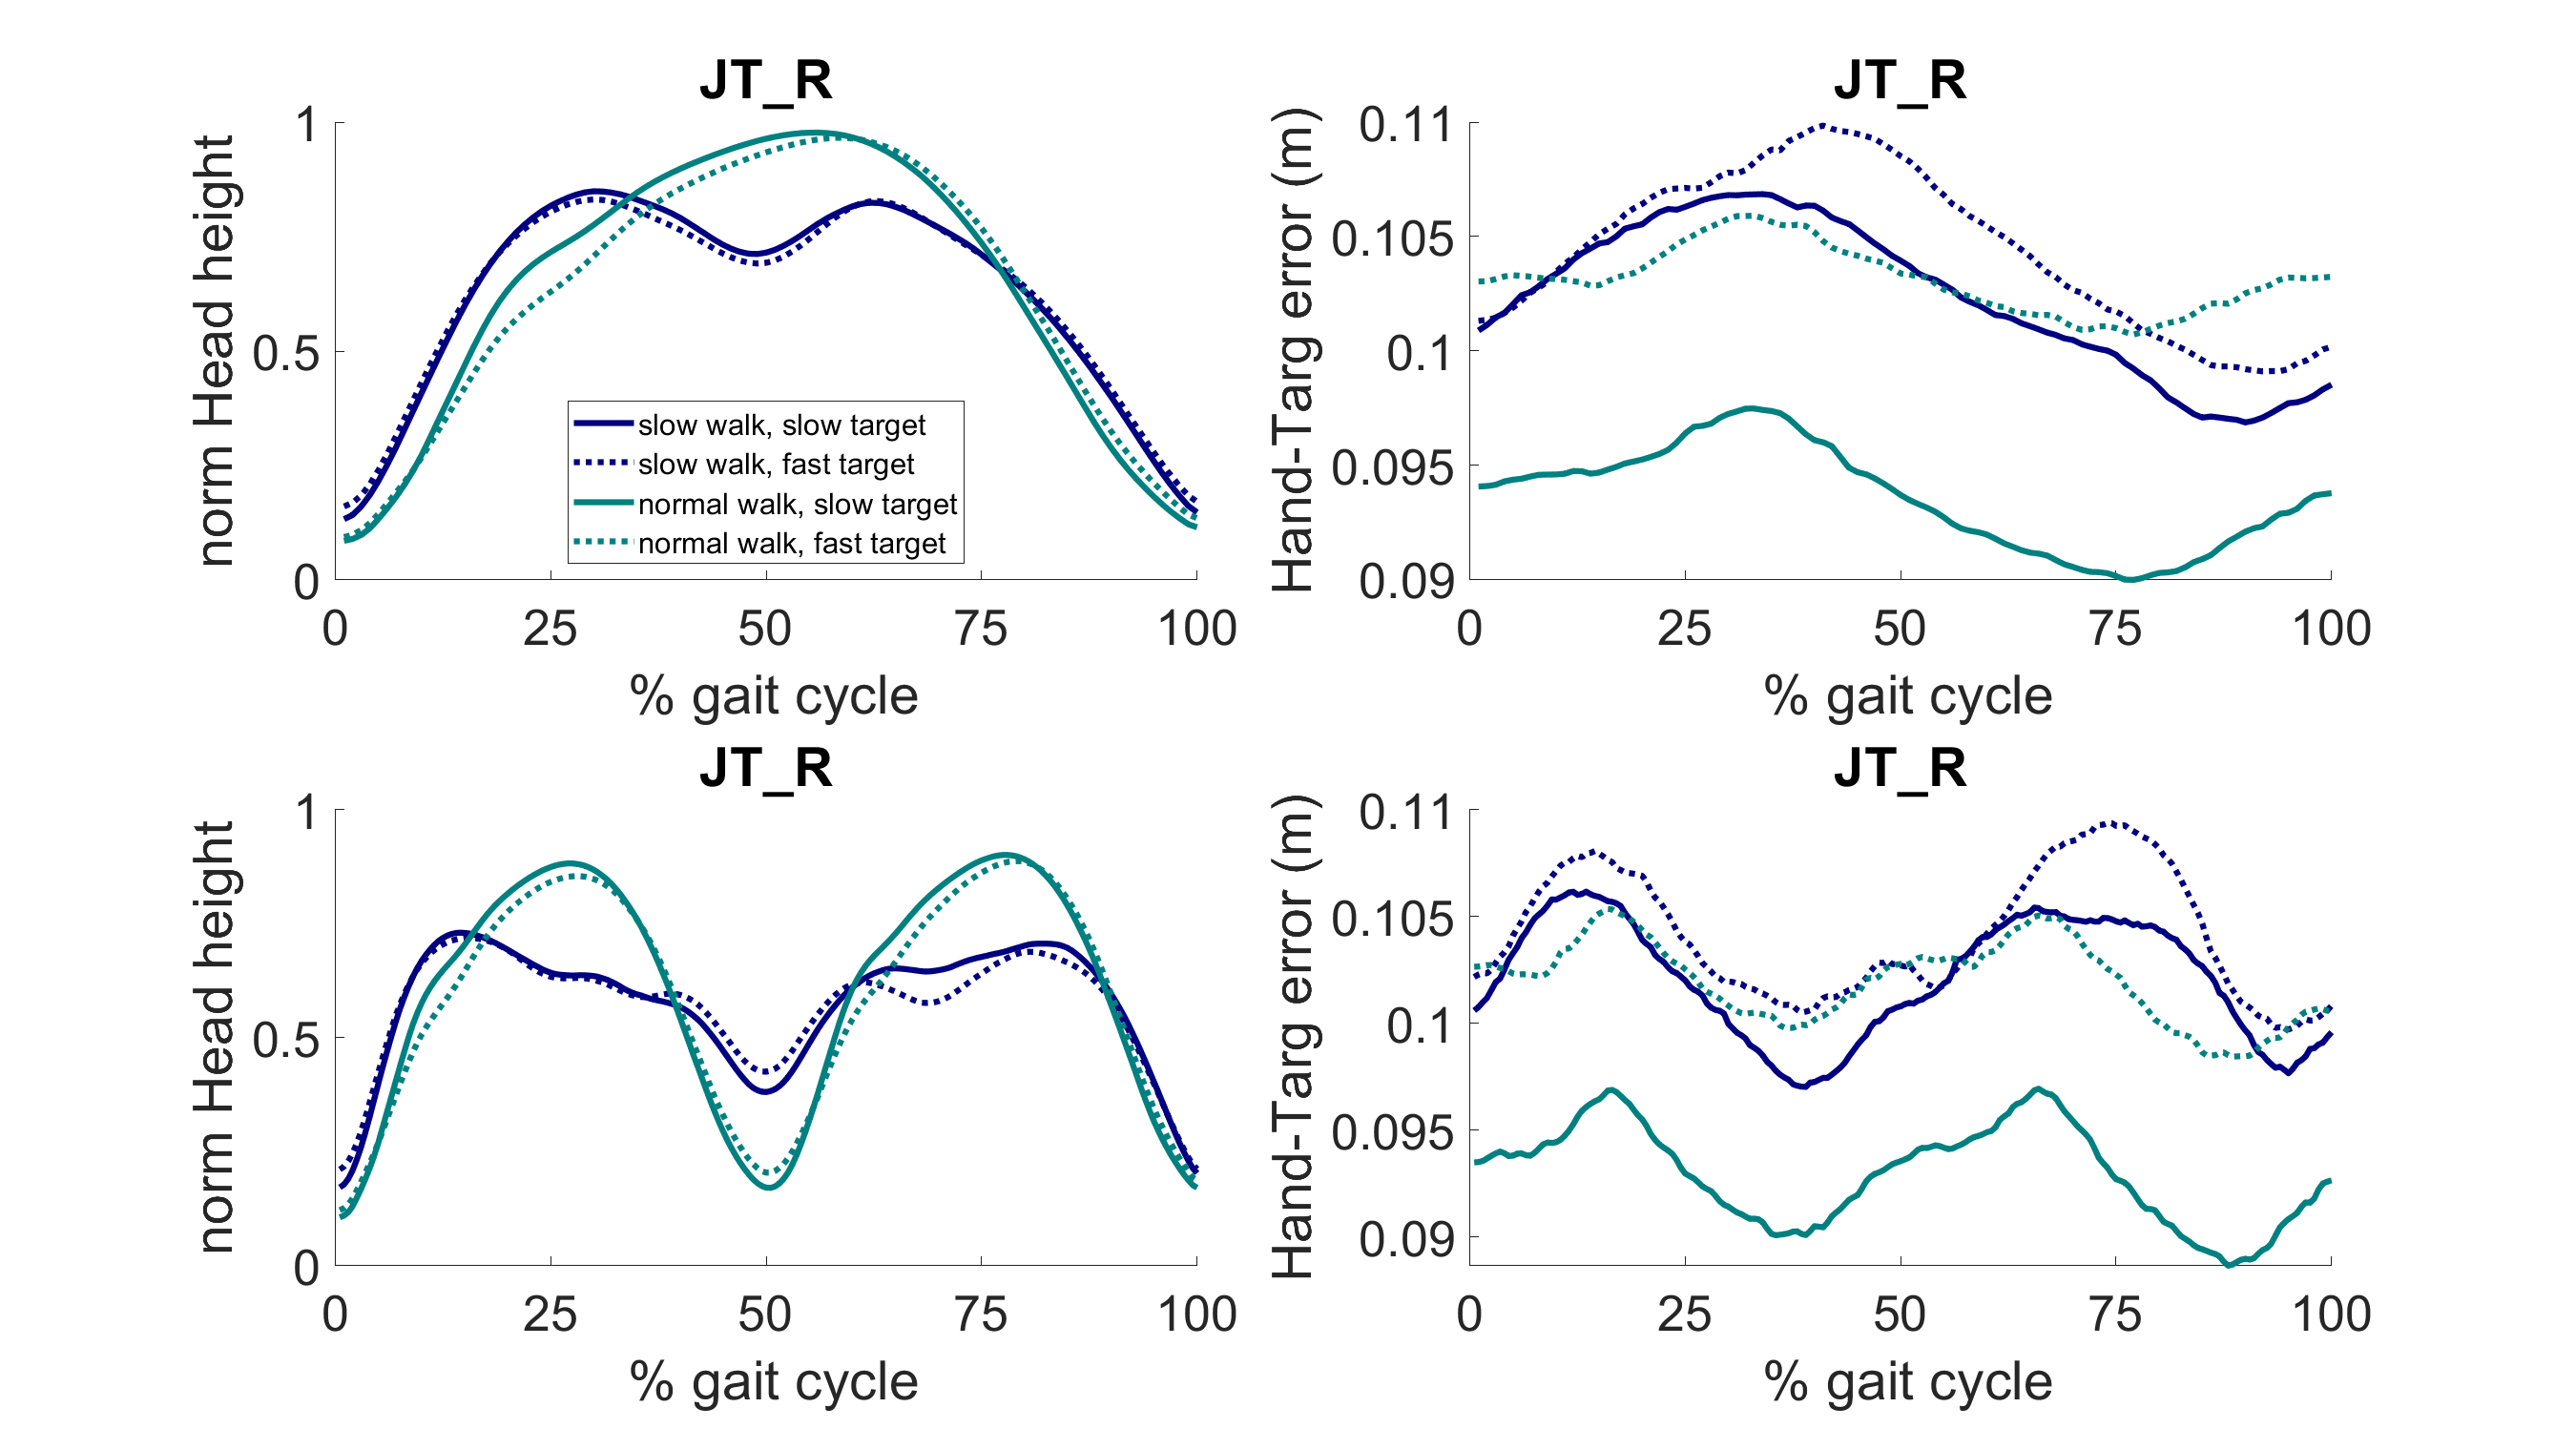 JT_R
norm Head height
1
0.5
0
slow walk, slow target
slow walk, fast target
normal walk, slow target
normal walk, fast target
0 25 50 75 100
% gait cycle
JT_R
Hand-Targ error (m)
0.11
0.105
0.1
0.095
0.09
0 25 50 75 100
% gait cycle
JT_R
norm Head height
1
0.5
0
0 25 50 75 100
% gait cycle
JT_R
Hand-Targ error (m)
0.11
0.105
0.1
0.095
0.09
0 25 50 75 100
% gait cycle